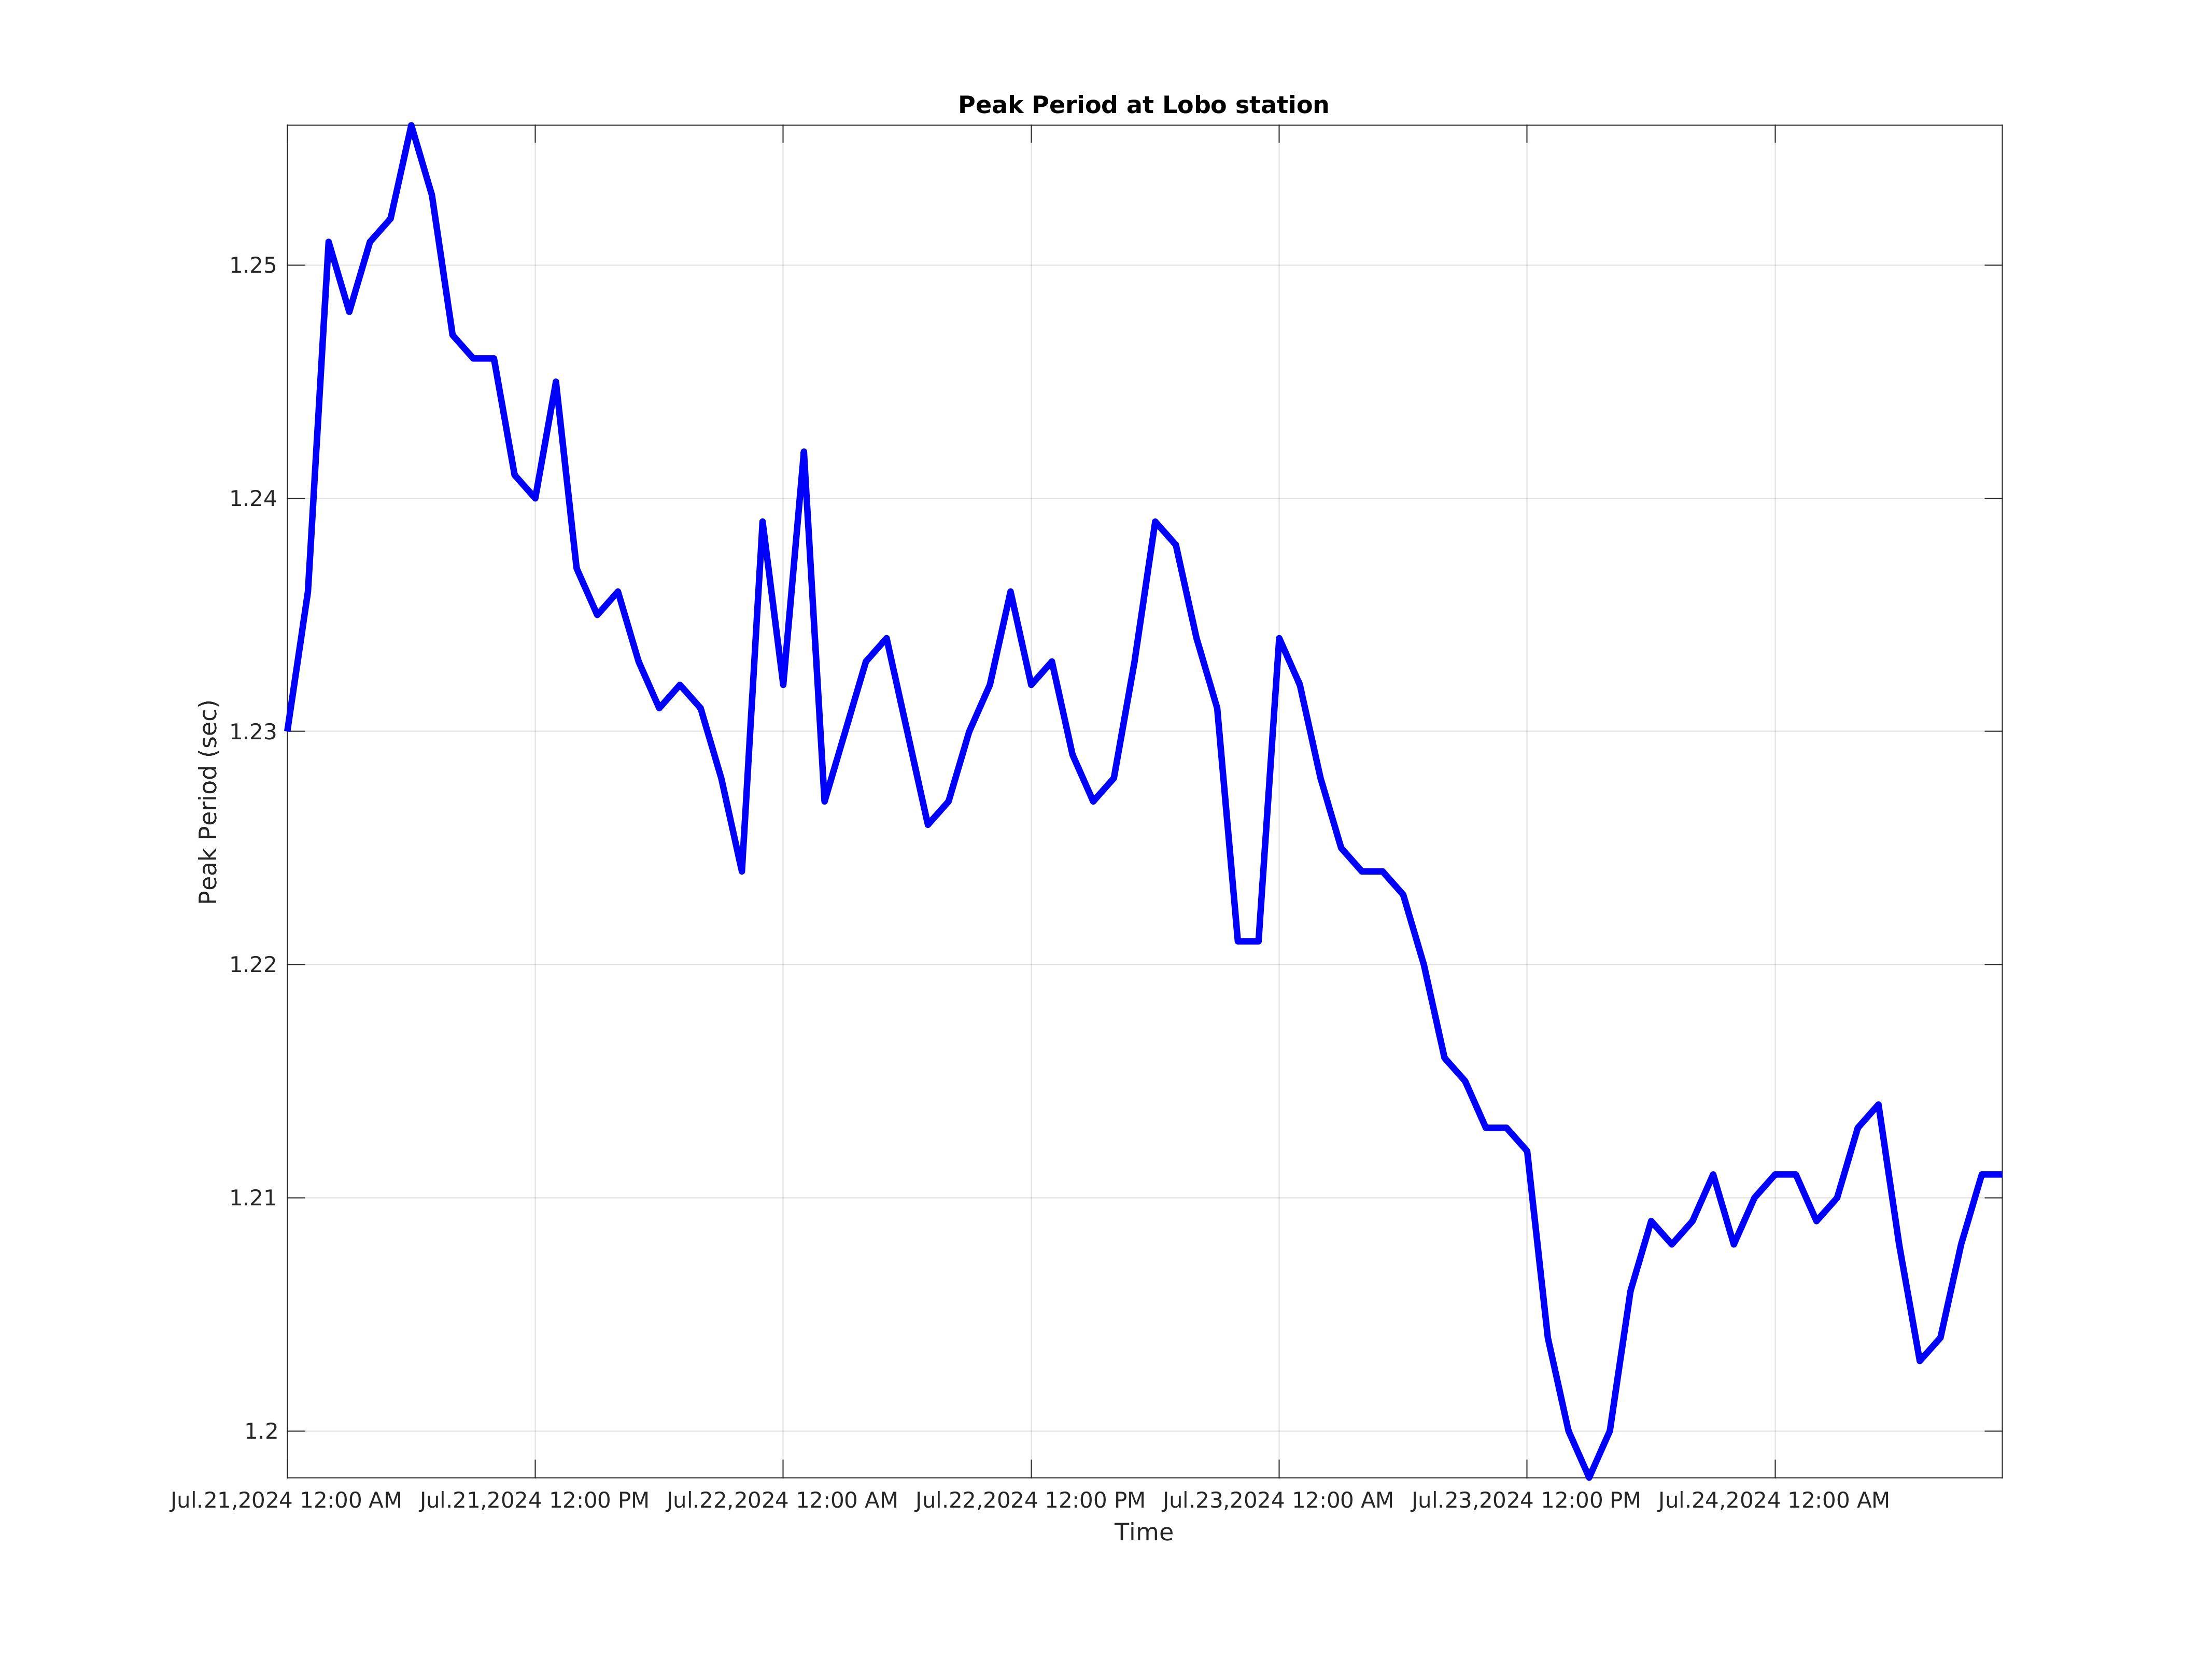 Peak Period at Lobo station
Peak Period (sec)
1.25
1.24
1.23
1.22
1.21
1.2
Jul.21,2024 12:00 AM Jul.21,2024 12:00 PM Jul.22,2024 12:00 AM Jul.22,2024 12:00 PM Jul.23,2024 12:00 AM Jul.23,2024 12:00 PM Jul.24,2024 12:00 AM
Time